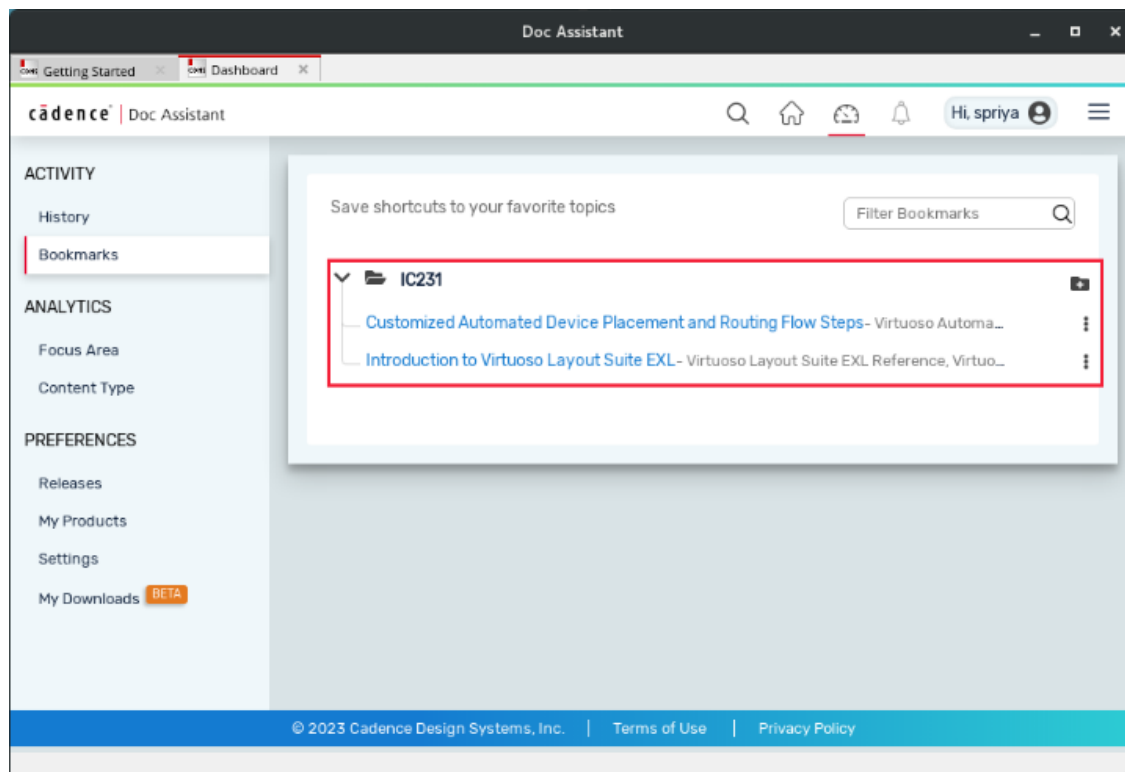 Doc Assistant
Getting Started
Dashboard
cādence | Doc Assistant
Hi, spriya
ACTIVITY
History
Bookmarks
ANALYTICS
Focus Area
Content Type
PREFERENCES
Releases
My Products
Settings
My Downloads BETA
Save shortcuts to your favorite topics
Filter Bookmarks
IC231
Customized Automated Device Placement and Routing Flow Steps- Virtuoso Automa...
Introduction to Virtuoso Layout Suite EXL- Virtuoso Layout Suite EXL Reference, Virtuo...
© 2023 Cadence Design Systems, Inc. | Terms of Use | Privacy Policy